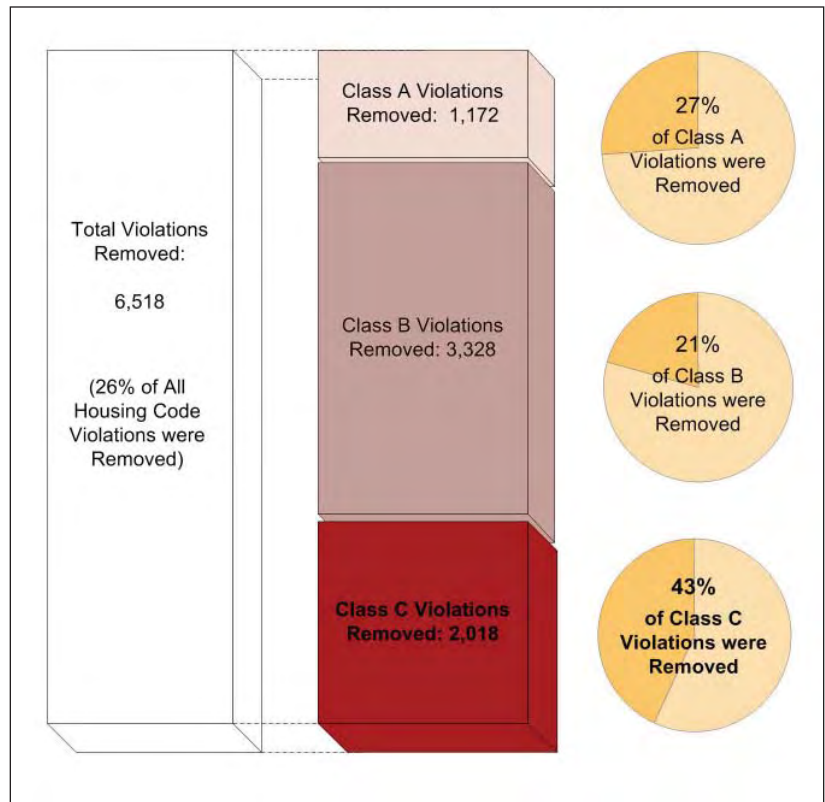 Total Violations
Removed:
6,518
(26% of All
Housing Code
Violations were
Removed)
Class A Violations
Removed: 1,172
Class B Violations
Removed: 3,328
Class C Violations
Removed: 2,018
27%
of Class A
Violations were
Removed
21%
of Class B
Violations were
Removed
43%
of Class C
Violations were
Removed